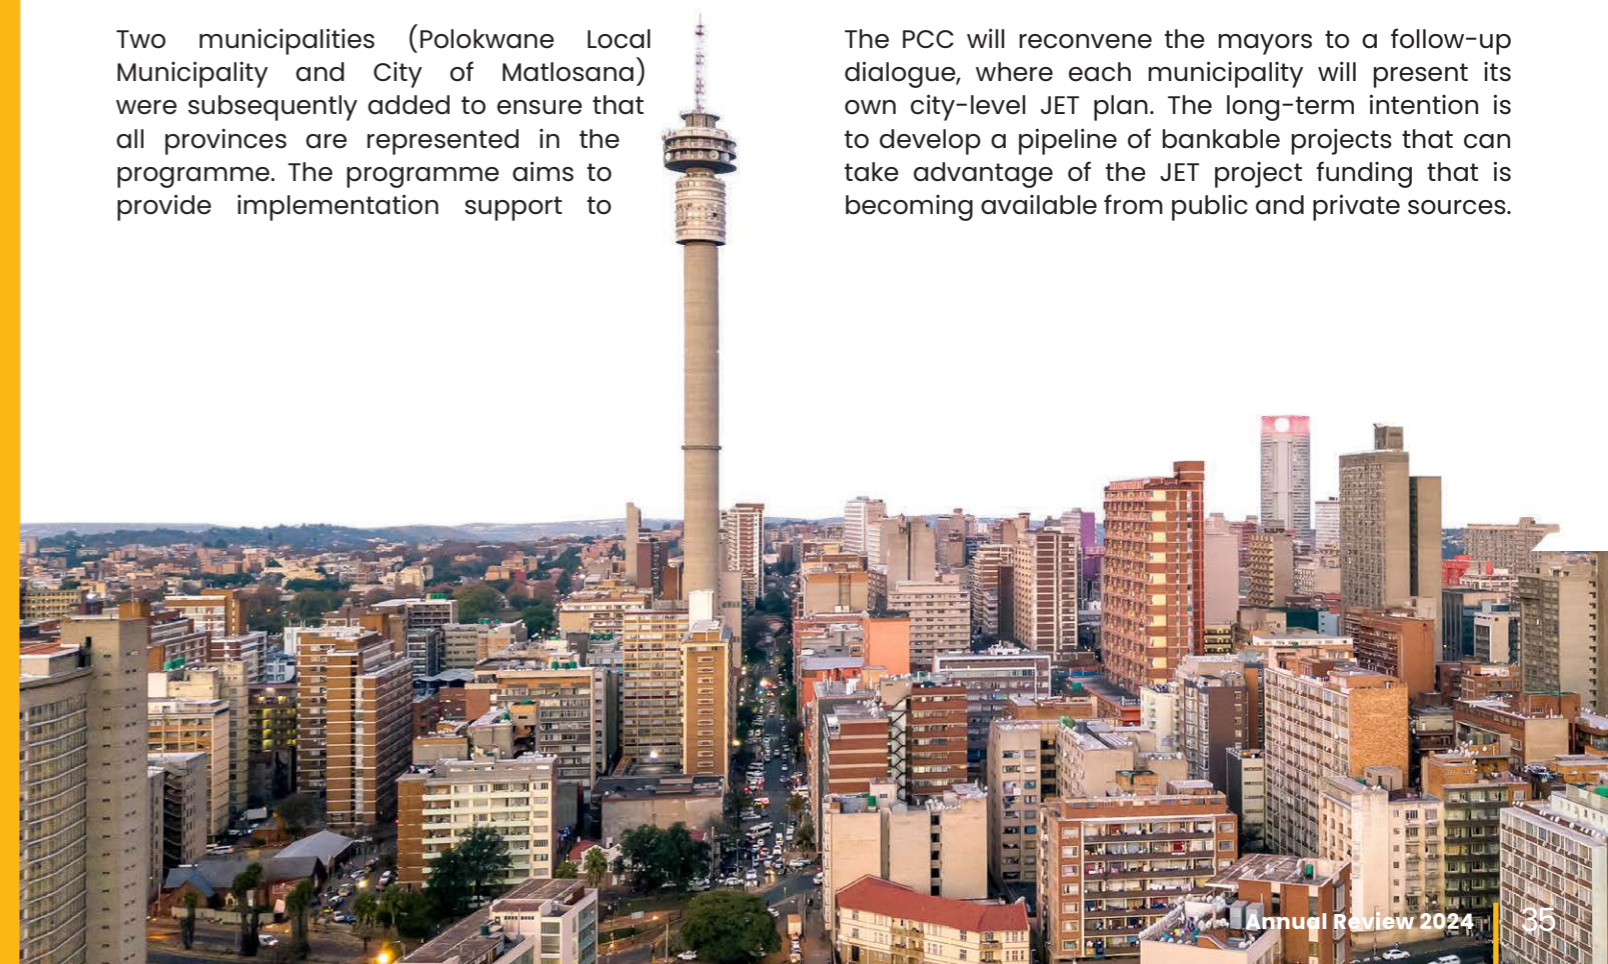 Two municipalities (Polokwane Local
Municipality and City of Matlosana)
were subsequently added to ensure that
all provinces are represented in the
programme. The programme aims to
provide implementation support to
The PCC will reconvene the mayors to a follow-up
dialogue, where each municipality will present its
own city-level JET plan. The long-term intention is
to develop a pipeline of bankable projects that can
take advantage of the JET project funding that is
becoming available from public and private sources.
Annual Review 2024
35